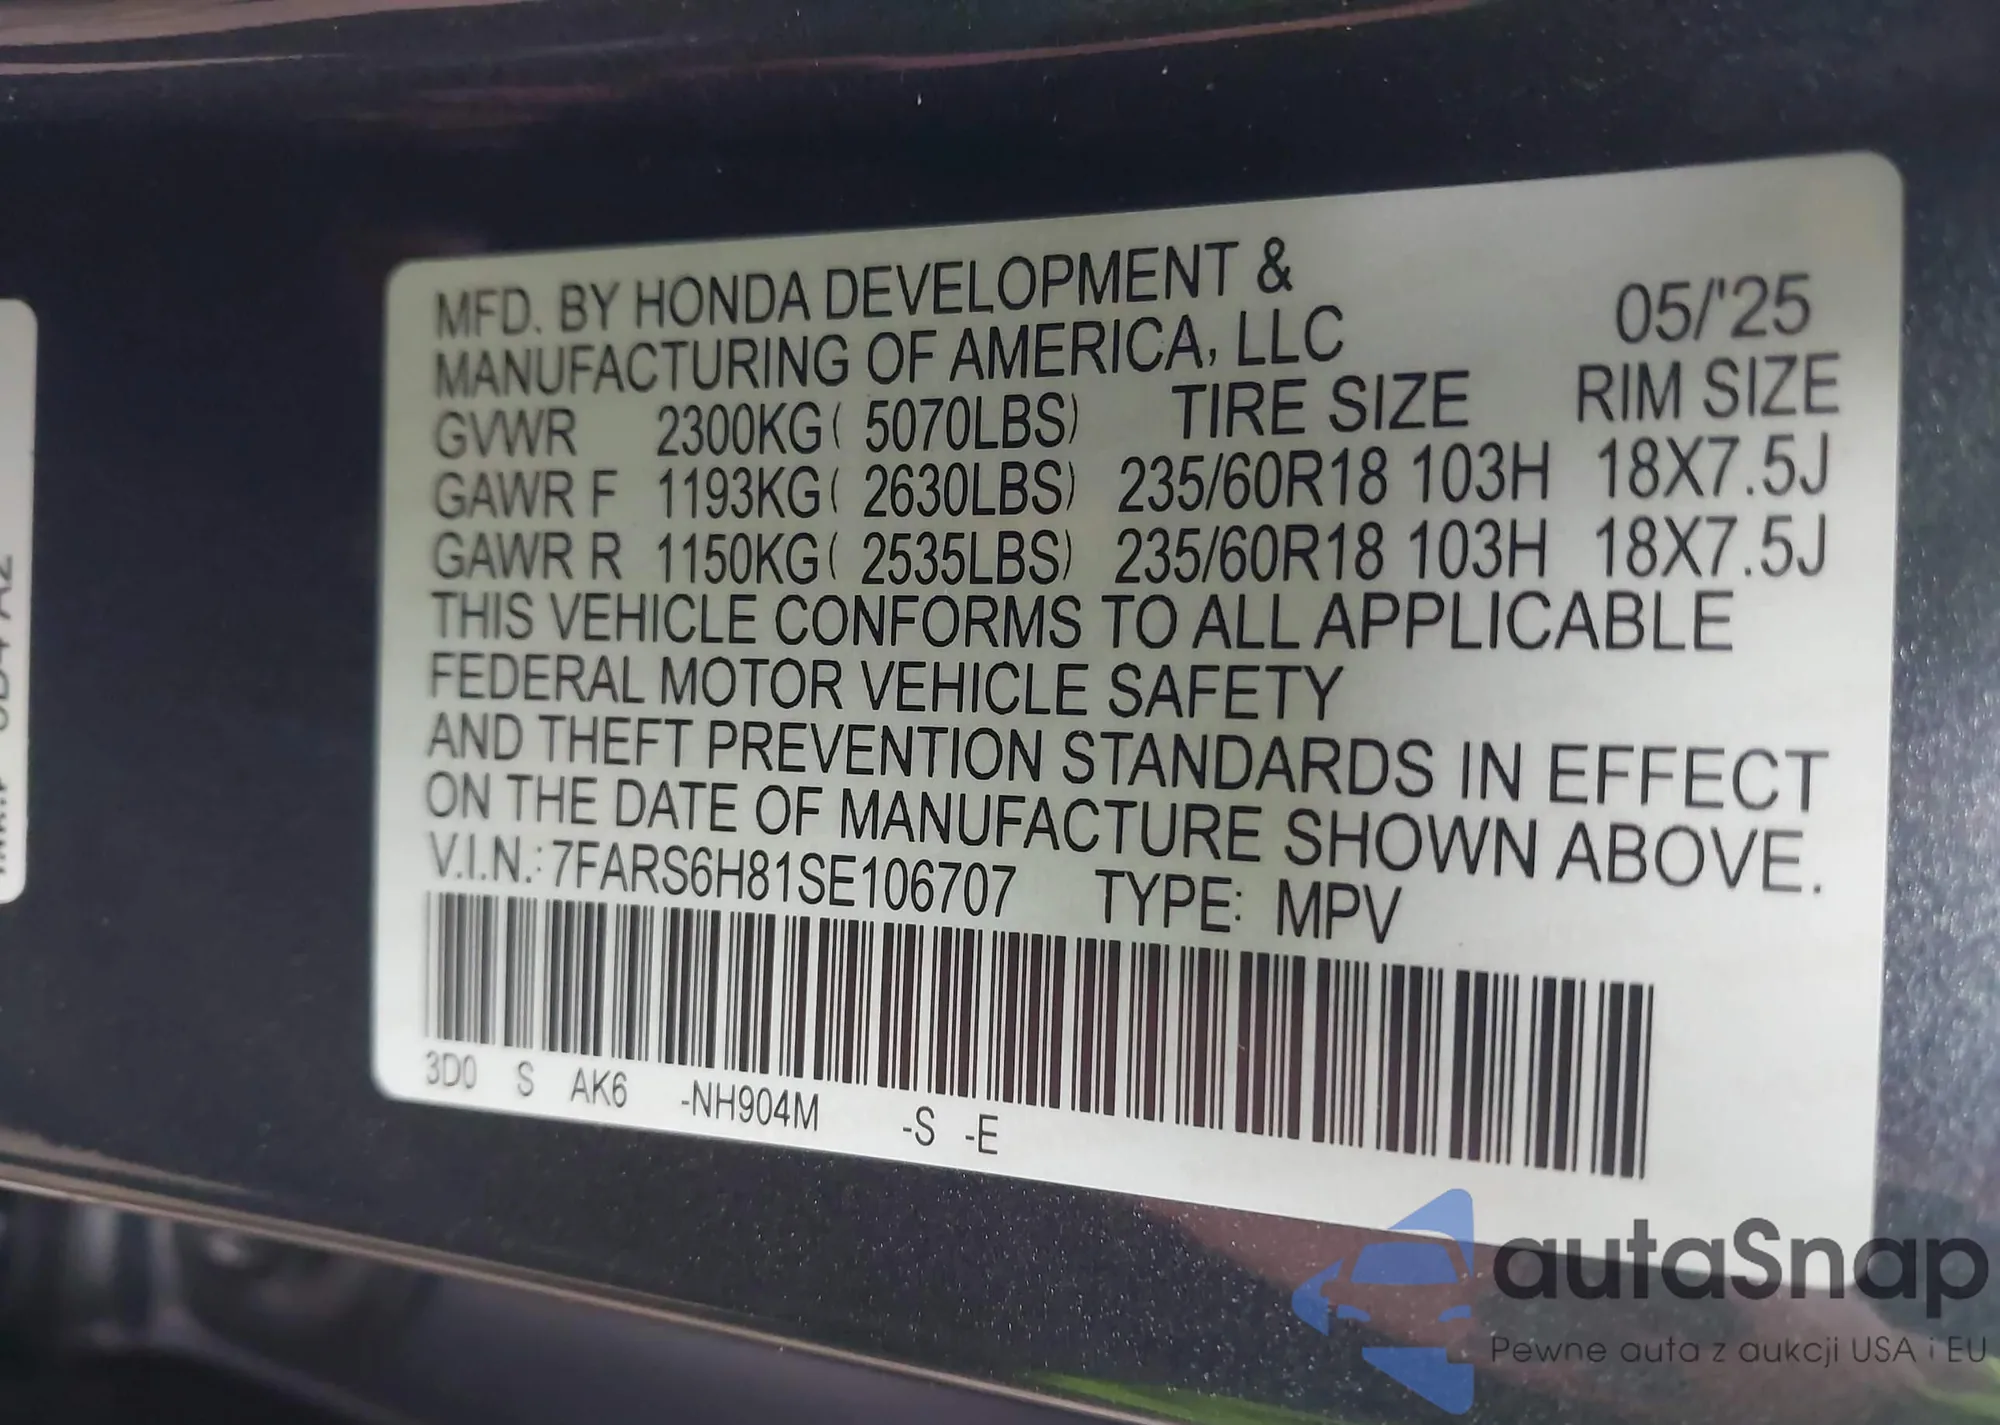 MFD. BY HONDA DEVELOPMENT &
MANUFACTURING OF AMERICA, LLC 05/'25
GVWR 2300KG( 5070LBS) TIRE SIZE RIM SIZE
GAWR F 1193KG( 2630LBS) 235/60R18 103H 18X7.5J
GAWR R 1150KG( 2535LBS) 235/60R18 103H 18X7.5J
THIS VEHICLE CONFORMS TO ALL APPLICABLE
FEDERAL MOTOR VEHICLE SAFETY
AND THEFT PREVENTION STANDARDS IN EFFECT
ON THE DATE OF MANUFACTURE SHOWN ABOVE.
V.I.N.: 7FARS6H81SE106707 TYPE: MPV
3D0 S AK6 -NH904M -S -E
autaSnap
Pewne auta z aukcji USA i EU